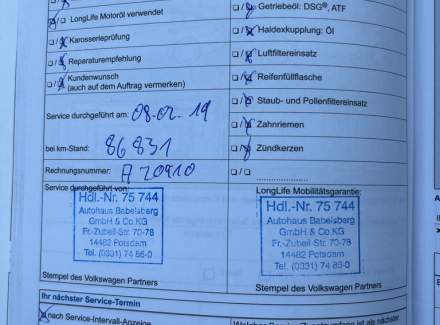 Getriebeöl: DSG®, ATF
LongLife Motoröl verwendet
Haldexkupplung: Öl
Karosserieprüfung
Luftfiltereinsatz
Reparaturempfehlung
Reifenfüllflasche
Kundenwunsch
(auch auf dem Auftrag vermerken)
Staub- und Pollenfiltereinsatz
Service durchgeführt am: 08.02.19
Zahnriemen
bei km-Stand: 86831
Zündkerzen
Rechnungsnummer:
Service durchgeführt von:
Hdl.-Nr. 75 744
Autohaus Babelsberg
GmbH & Co.KG
Fr.-Zubeil-Str. 70-78
14482 Potsdam
Tel. (0331) 74 86-0
Stempel des Volkswagen Partners
LongLife Mobilitätsgarantie:
Hdl.-Nr. 75 744
Autohaus Babelsberg
GmbH & Co.KG
Fr.-Zubeil-Str. 70-78
14482 Potsdam
Tel. (0331) 74 86-0
Stempel des Volkswagen Partners
Ihr nächster Service-Termin
nach Service-Intervall-Anzeige